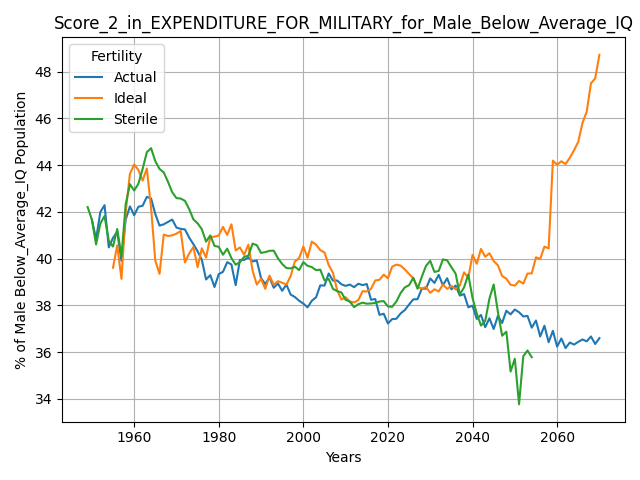 Score_2_in_EXPENDITURE_FOR_MILITARY_for_Male_Below_Average_IQ
Fertility
Actual
Ideal
Sterile
% of Male Below_Average_IQ Population
48
46
44
42
40
38
36
34
1960 1980 2000 2020 2040 2060
Years